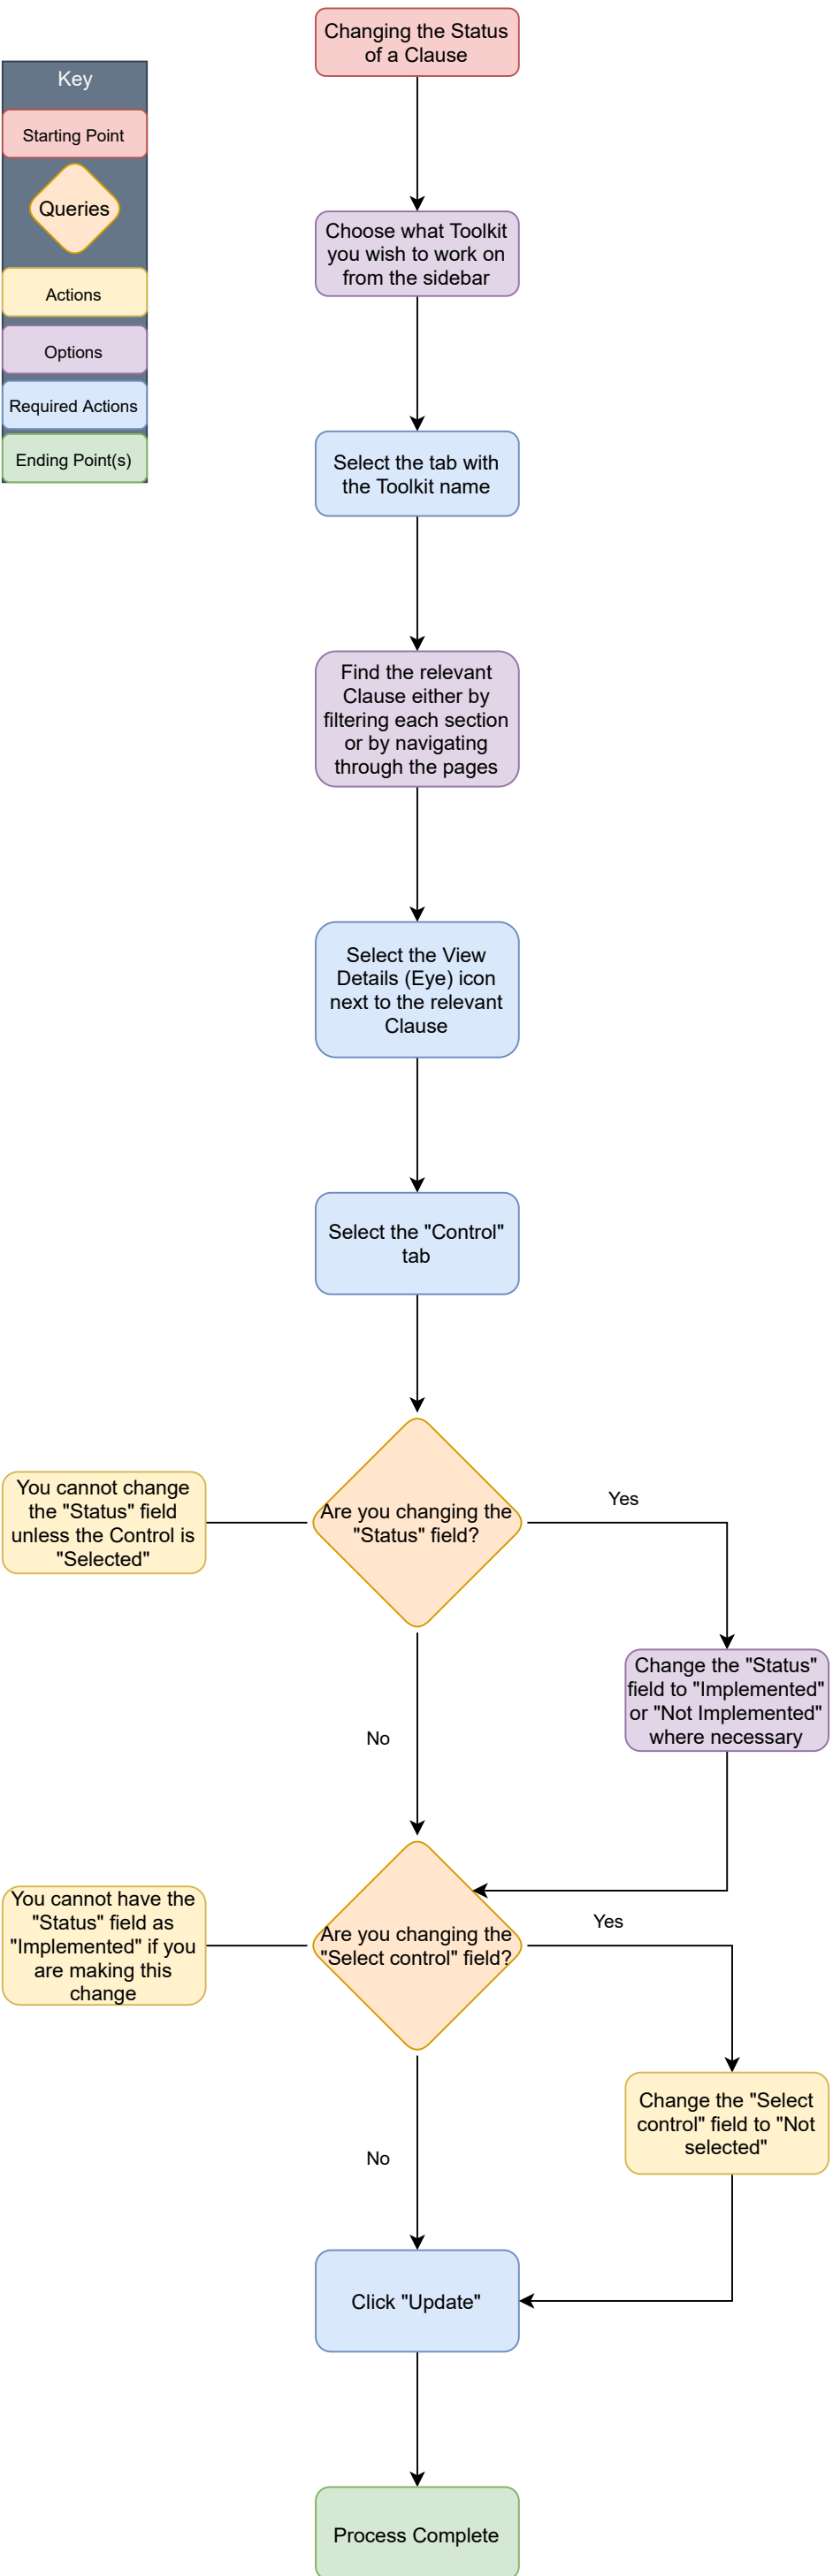 Changing the Status
of a Clause
Key
Starting Point
Queries
Actions
Options
Required Actions
Ending Point(s)
Choose what Toolkit
you wish to work on
from the sidebar
Select the tab with
the Toolkit name
Find the relevant
Clause either by
filtering each section
or by navigating
through the pages
Select the View
Details (Eye) icon
next to the relevant
Clause
Select the "Control"
tab
You cannot change
the "Status" field
unless the Control is
"Selected"
Are you changing the
"Status" field?
Yes
Change the "Status"
field to "Implemented"
or "Not Implemented"
where necessary
No
You cannot have the
"Status" field as
"Implemented" if you
are making this
change
Are you changing the
"Select control" field?
Yes
Change the "Select
control" field to "Not
selected"
No
Click "Update"
Process Complete